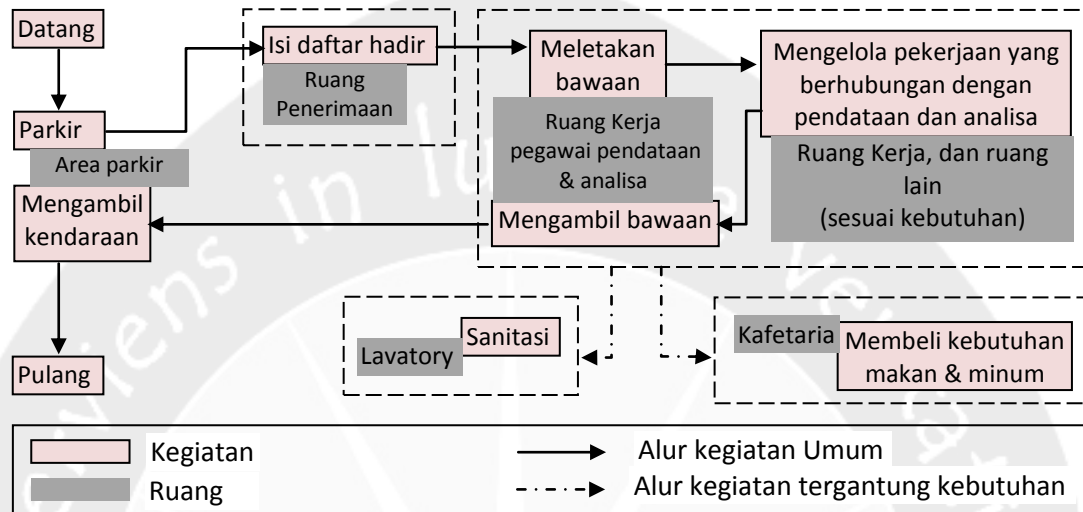 Datang
Parkir
Area parkir
Mengambil
kendaraan
Pulang
Isi daftar hadir
Ruang
Penerimaan
Meletakan
bawaan
Ruang Kerja
pegawai pendataan
& analisa
Mengambil bawaan
Mengelola pekerjaan yang
berhubungan dengan
pendataan dan analisa
Ruang Kerja, dan ruang
lain
(sesuai kebutuhan)
Sanitasi
Lavatory
Kafetaria
Membeli kebutuhan
makan & minum
Kegiatan
Ruang
Alur kegiatan Umum
Alur kegiatan tergantung kebutuhan